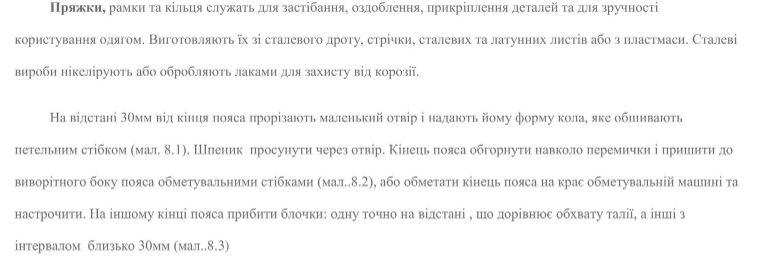 Пряжки, рамки та кільця служать для застібання, оздоблення, прикріплення деталей та для зручності
користування одягом. Виготовляють їх зі сталевого дроту, стрічки, сталевих та латунних листів або з пластмаси. Сталеві
вироби нікелірують або обробляють лаками для захисту від корозії.
На відстані 30мм від кінця пояса прорізають маленький отвір і надають йому форму кола, яке обшивають
петельним стібком (мал. 8.1). Шпеник просунути через отвір. Кінець пояса обгорнути навколо перемички і пришити до
виворітного боку пояса обметувальними стібками (мал..8.2), або обметати кінець пояса на крає обметувальній машині та
настрочити. На іншому кінці пояса прибити блочки: одну точно на відстані , що дорівнює обхвату талії, а інші з
інтервалом близько 30мм (мал..8.3)